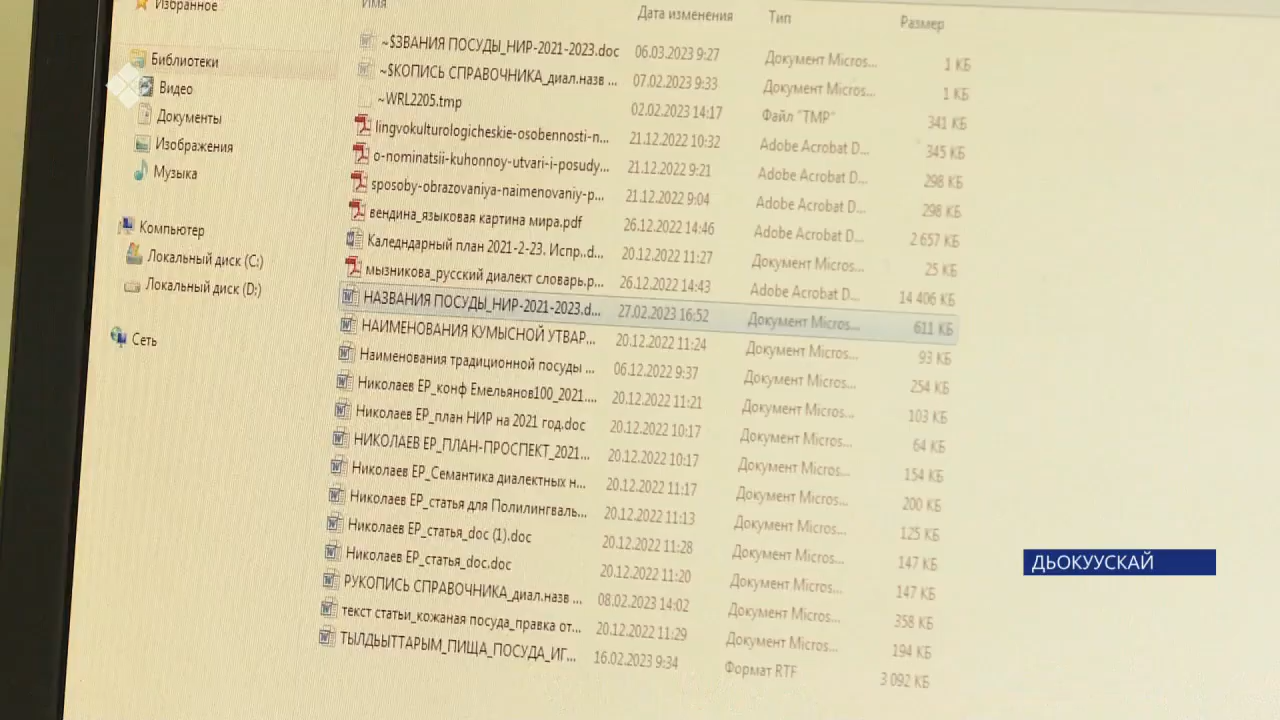 Избранное
Библиотеки
Видео
Документы
Изображения
Музыка
Компьютер
Локальный диск (C:)
Локальный диск (D:)
Сеть
Имя Дата изменения Тип Размер
~$ЗВАНИЯ ПОСУДЫ_НИР-2021-2023.doc 06.03.2023 9:27 Документ Micros... 1 КБ
~$КОПИСЬ СПРАВОЧНИКА_диал.назв ... 07.02.2023 9:33 Документ Micros... 1 КБ
~WRL2205.tmp 02.02.2023 14:17 Файл "TMP" 341 КБ
lingvokulturologicheskie-osobennosti-n... 21.12.2022 10:32 Adobe Acrobat D... 345 КБ
o-nominatsii-kuhonnoy-utvari-i-posudy... 21.12.2022 9:21 Adobe Acrobat D... 298 КБ
sposoby-obrazovaniya-naimenovaniy-p... 21.12.2022 9:04 Adobe Acrobat D... 298 КБ
вендина_языковая картина мира.pdf 26.12.2022 14:46 Adobe Acrobat D... 2 657 КБ
Каледндарный план 2021-2-23. Испр..d... 20.12.2022 11:27 Документ Micros... 25 КБ
мызникова_русский диалект словарь.p... 26.12.2022 14:43 Adobe Acrobat D... 14 406 КБ
НАЗВАНИЯ ПОСУДЫ_НИР-2021-2023.d... 27.02.2023 16:52 Документ Micros... 611 КБ
НАИМЕНОВАНИЯ КУМЫСНОЙ УТВАР... 20.12.2022 11:24 Документ Micros... 93 КБ
Наименования традиционной посуды ... 06.12.2022 9:37 Документ Micros... 254 КБ
Николаев ЕР_конф Емельянов100_2021.... 20.12.2022 11:21 Документ Micros... 103 КБ
Николаев ЕР_план НИР на 2021 год.doc 20.12.2022 10:17 Документ Micros... 64 КБ
НИКОЛАЕВ ЕР_ПЛАН-ПРОСПЕКТ_2021... 20.12.2022 10:17 Документ Micros... 154 КБ
Николаев ЕР_Семантика диалектных н... 20.12.2022 11:17 Документ Micros... 200 КБ
Николаев ЕР_статья для Полилингваль... 20.12.2022 11:13 Документ Micros... 125 КБ
Николаев ЕР_статья_doc (1).doc 20.12.2022 11:28 Документ Micros... 147 КБ
Николаев ЕР_статья_doc.doc 20.12.2022 11:20 Документ Micros... 147 КБ
РУКОПИСЬ СПРАВОЧНИКА_диал.назв ... 08.02.2023 14:02 Документ Micros... 358 КБ
текст статьи_кожаная посуда_правка от... 20.12.2022 11:29 Документ Micros... 194 КБ
ТЫЛДЬЫТТАРЫМ_ПИЩА_ПОСУДА_ИГ... 16.02.2023 9:34 Формат RTF 3 092 КБ
ДЬОКУУСКАЙ